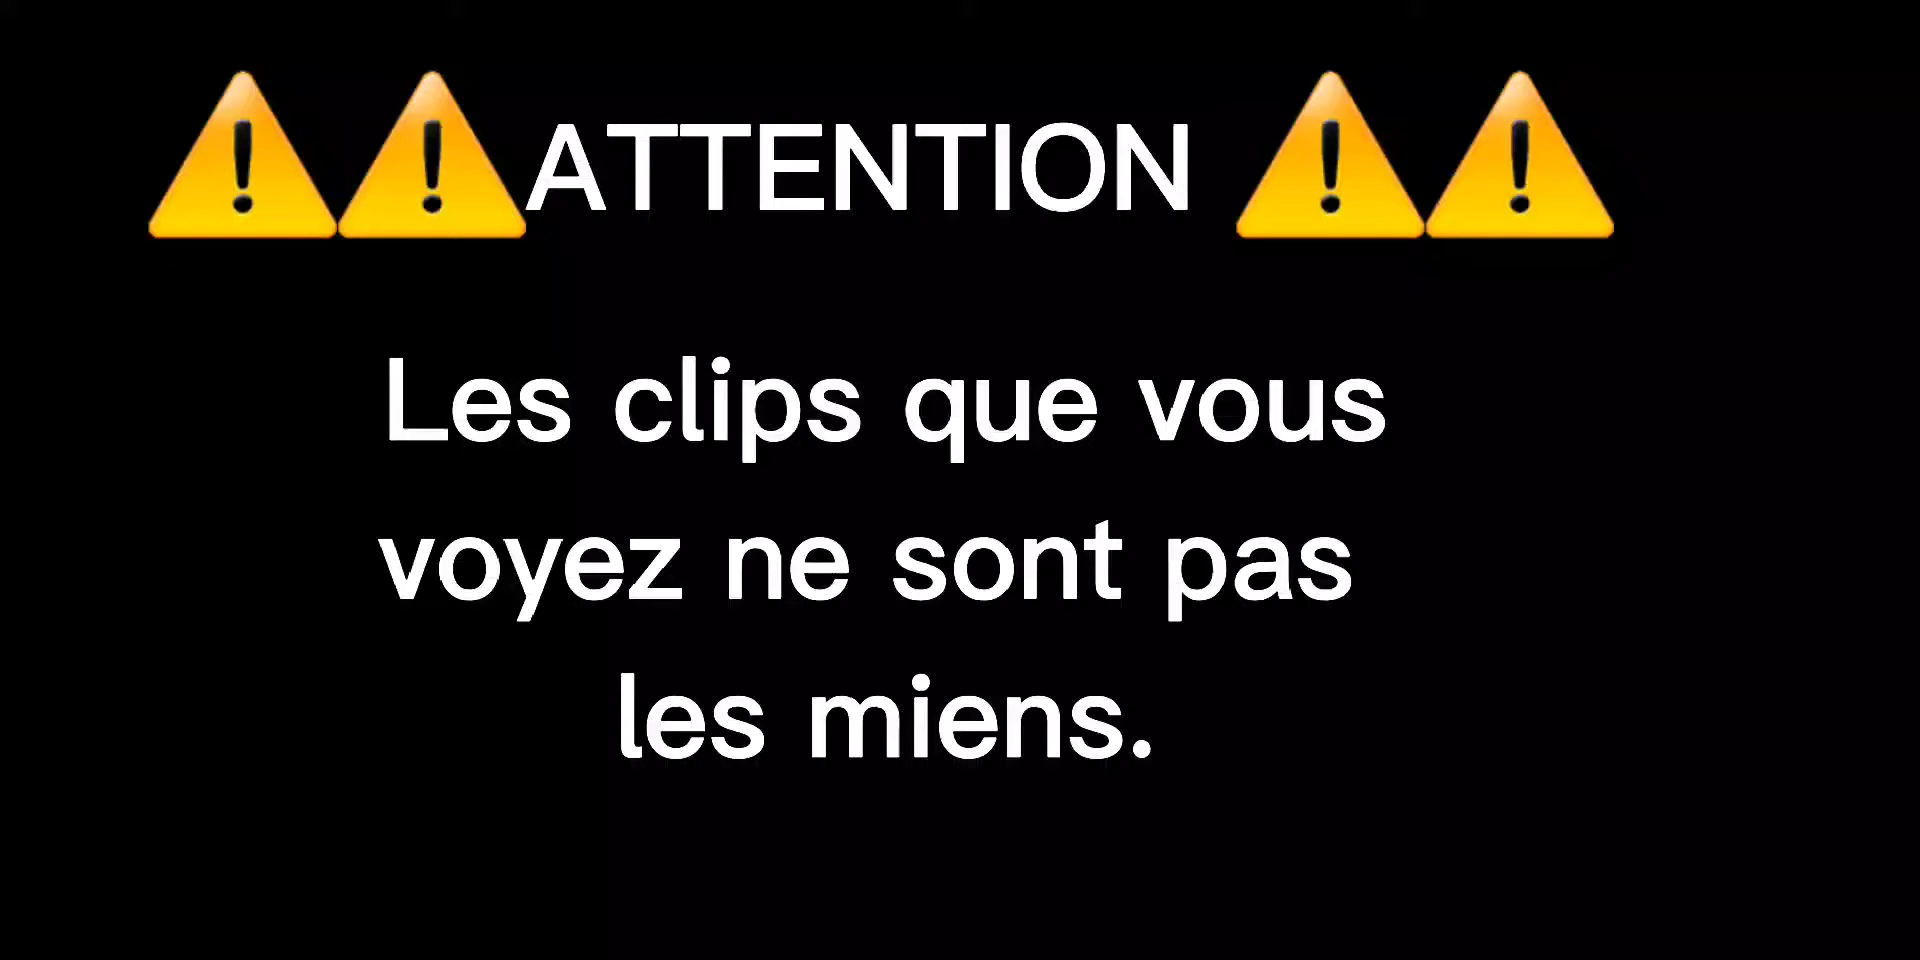 ⚠️⚠️ATTENTION ⚠️⚠️
Les clips que vous
voyez ne sont pas
les miens.